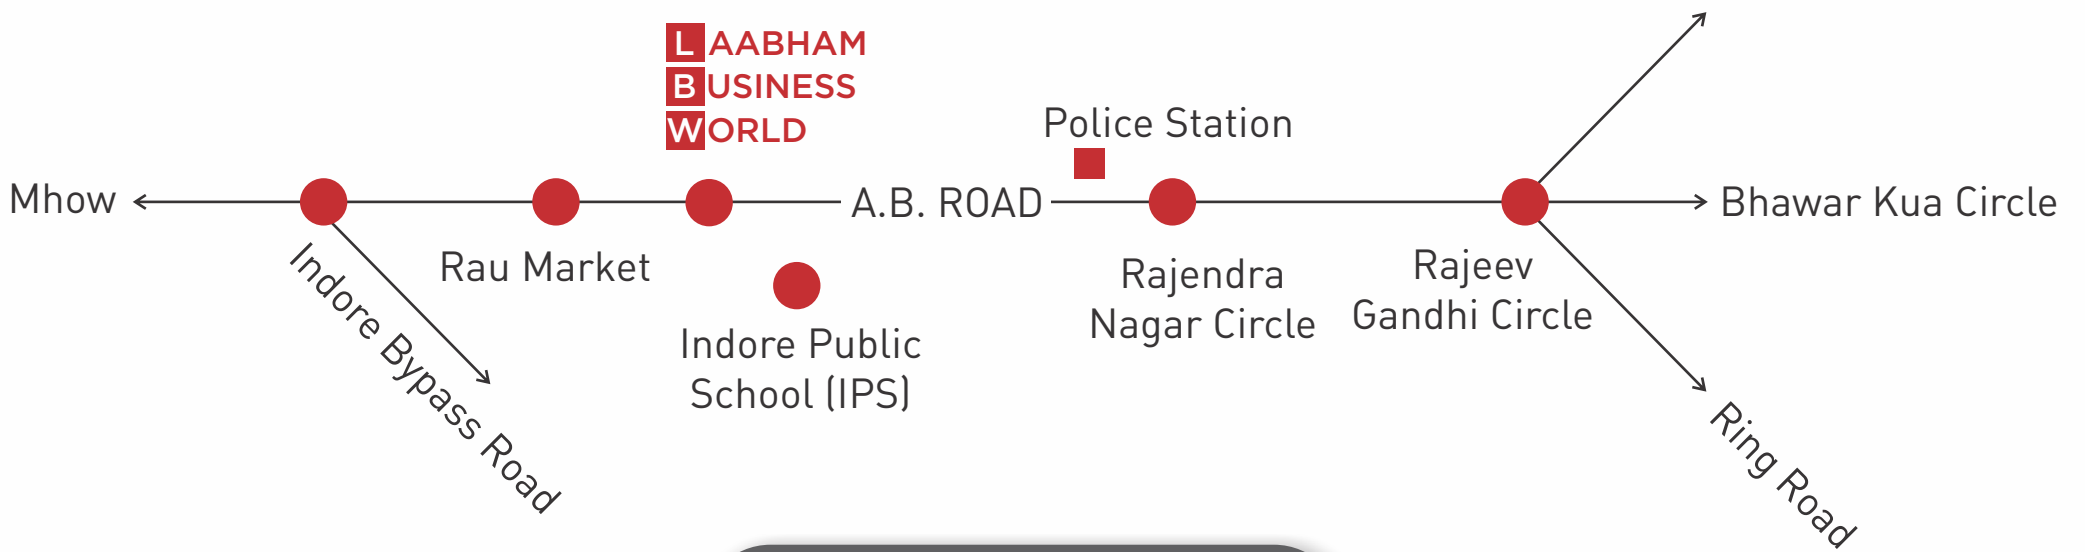 LAABHAM
BUSINESS
WORLD
Police Station
Mhow
A.B. ROAD
Bhawar Kua Circle
Indore Bypass Road
Rau Market
Indore Public
School (IPS)
Rajendra
Nagar Circle
Rajeev
Gandhi Circle
Ring Road